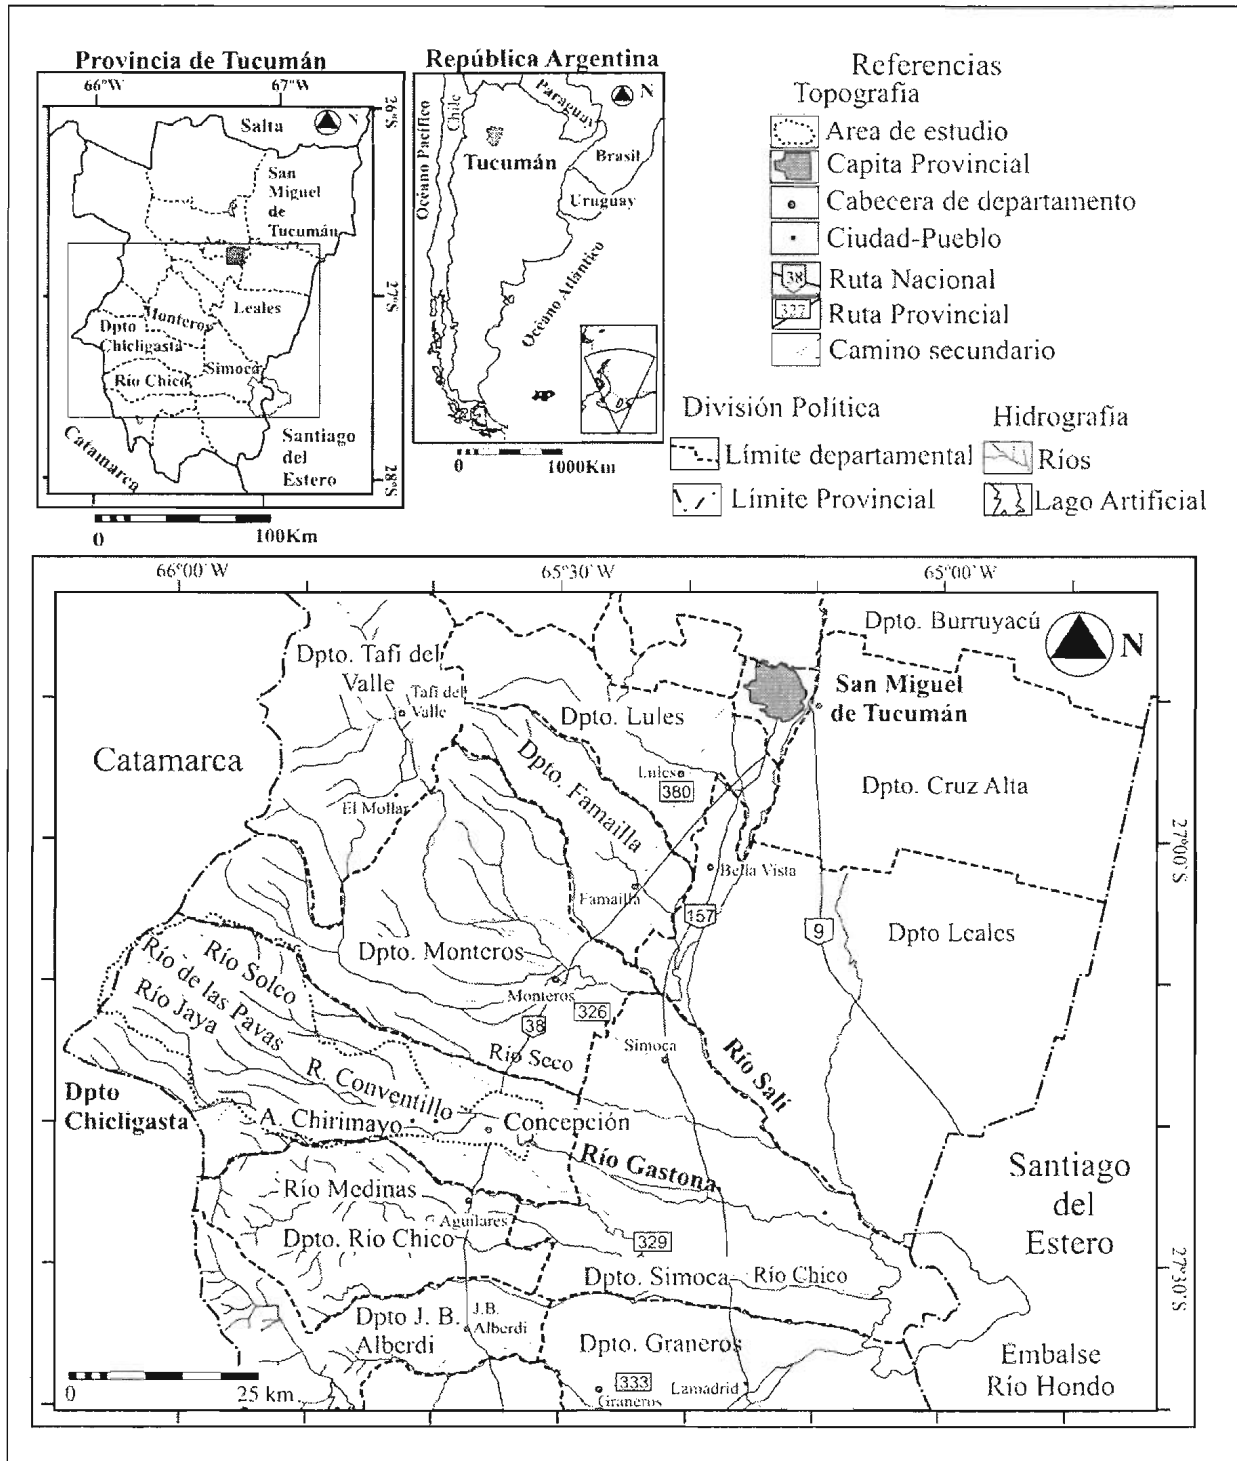 Provincia de Tucumán
66°W
67°W
26°S
N
Salta
San
Miguel
de
Tucumán
27°S
Leales
Monteros
Dpto
Chicligasta
Simoca
Río Chico
Santiago
del
Estero
Catamarca
28°S
0
100Km
República Argentina
N
Océano Pacífico
Chile
Paraguay
Tucumán
Brasil
Uruguay
Océano Atlántico
0
1000Km
Referencias
Topografia
Area de estudio
Capita Provincial
Cabecera de departamento
Ciudad-Pueblo
38
Ruta Nacional
327
Ruta Provincial
Camino secundario
División Política
Hidrografia
Límite departamental
Ríos
Límite Provincial
Lago Artificial
66°00' W
65°30' W
65°00' W
Dpto. Burruyacú
N
Dpto. Tafí del
Valle
Tafí del
Valle
San Miguel
de Tucumán
Dpto. Lules
Catamarca
Dpto. Famailla
Lules
380
Dpto. Cruz Alta
El Mollar
27°00'S
Bella Vista
Famailla
157
9
Dpto Leales
Dpto. Monteros
Río Solco
Río de las Pavas
Río Jaya
Monteros
326
38
Río Seco
Simoca
Río Salí
R. Conventillo
Dpto
Chicligasta
A. Chirimayo
Concepción
Río Gastona
Santiago
del
Estero
Río Medinas
Aguilares
Dpto. Río Chico
329
Dpto. Simoca
Río Chico
27°30'S
Dpto J. B.
Alberdi
J.B.
Alberdi
Dpto. Graneros
Embalse
Río Hondo
0
25 km
333
Graneros
Lamadrid